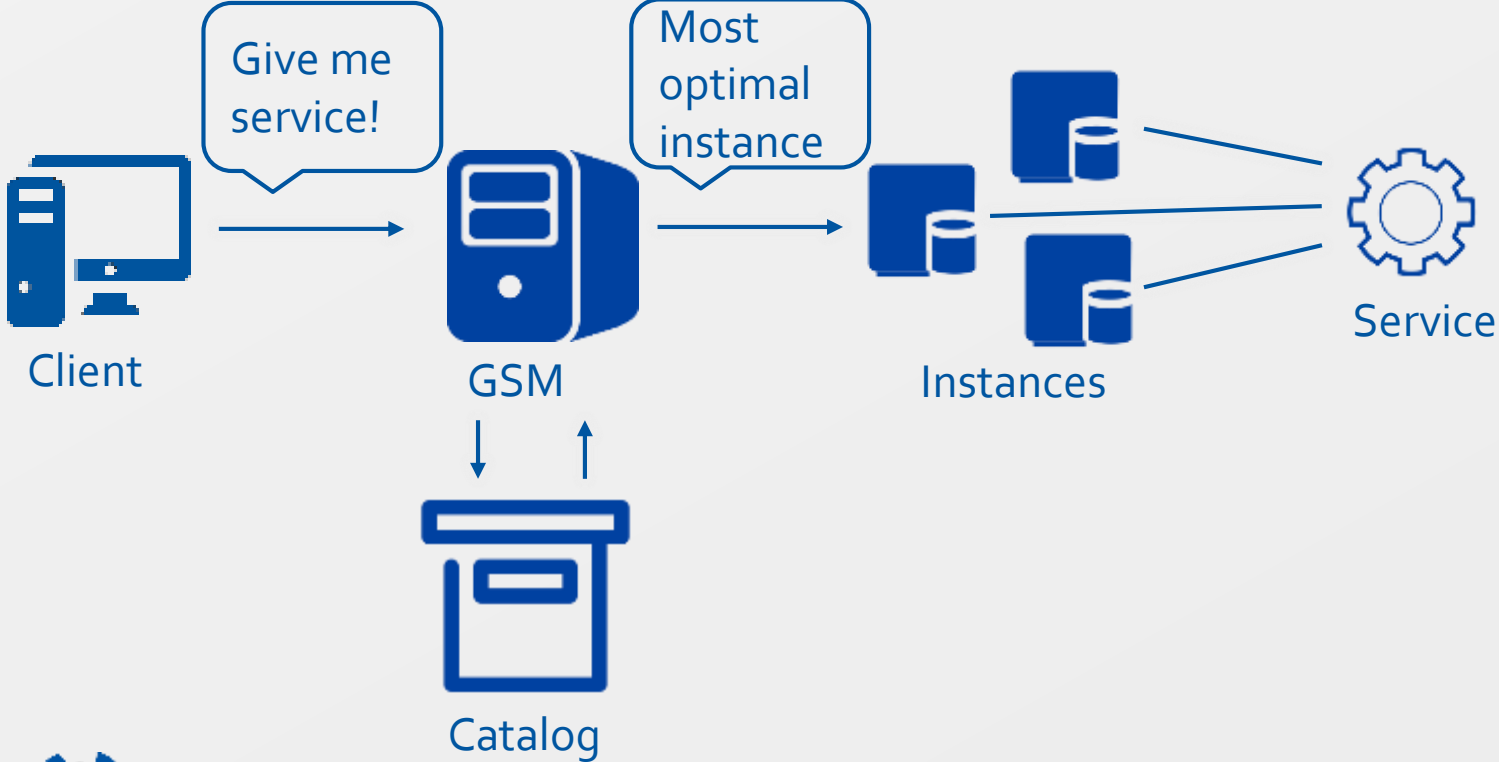 Give me
service!
Most
optimal
instance
Client
GSM
Instances
Service
Catalog